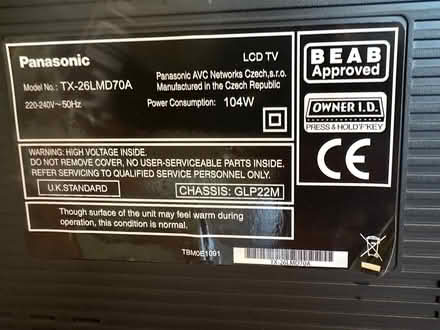 Panasonic
LCD TV
Model No.: TX-26LMD70A
Panasonic AVC Networks Czech,s.r.o.
Manufactured in the Czech Republic
220-240V~50Hz
Power Consumption: 104W
WARNING: HIGH VOLTAGE INSIDE.
DO NOT REMOVE COVER, NO USER-SERVICEABLE PARTS INSIDE.
REFER SERVICING TO QUALIFIED SERVICE PERSONNEL ONLY.
U.K.STANDARD
CHASSIS: GLP22M
Though surface of the unit may feel warm during
operation, this condition is normal.
TBM0E1091
TX-26LMD70A
BEAB
Approved
OWNER I.D.
PRESS & HOLD 'F' KEY
CE